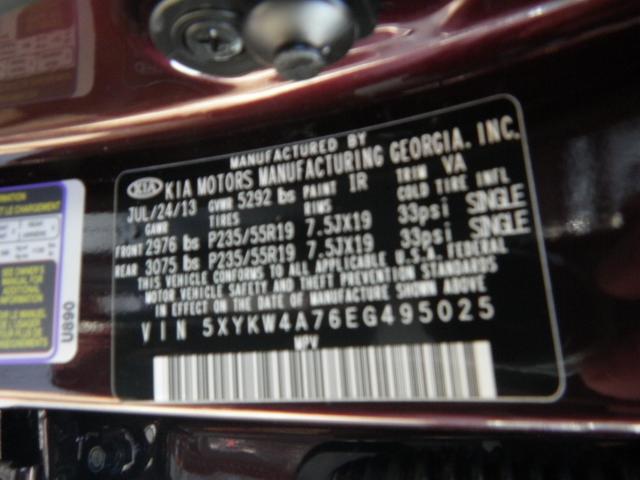 MANUFACTURED BY
KIA KIA MOTORS MANUFACTURING GEORGIA. INC.
JUL/24/13 GVWR 5292 lbs PAINT 1R TRIM VA
GAWR TIRES RIMS COLD TIRE INFL
FRONT 2976 lbs P235/55R19 7.5JX19 33psi SINGLE
REAR 3075 lbs P235/55R19 7.5JX19 33psi SINGLE
THIS VEHICLE CONFORMS TO ALL APPLICABLE U.S.A. FEDERAL
MOTOR VEHICLE SAFETY AND THEFT PREVENTION STANDARDS
IN EFFECT ON THE DATE OF MANUFACTURE SHOWN ABOVE.
VIN 5XYKW4A76EG495025
MPV
U890